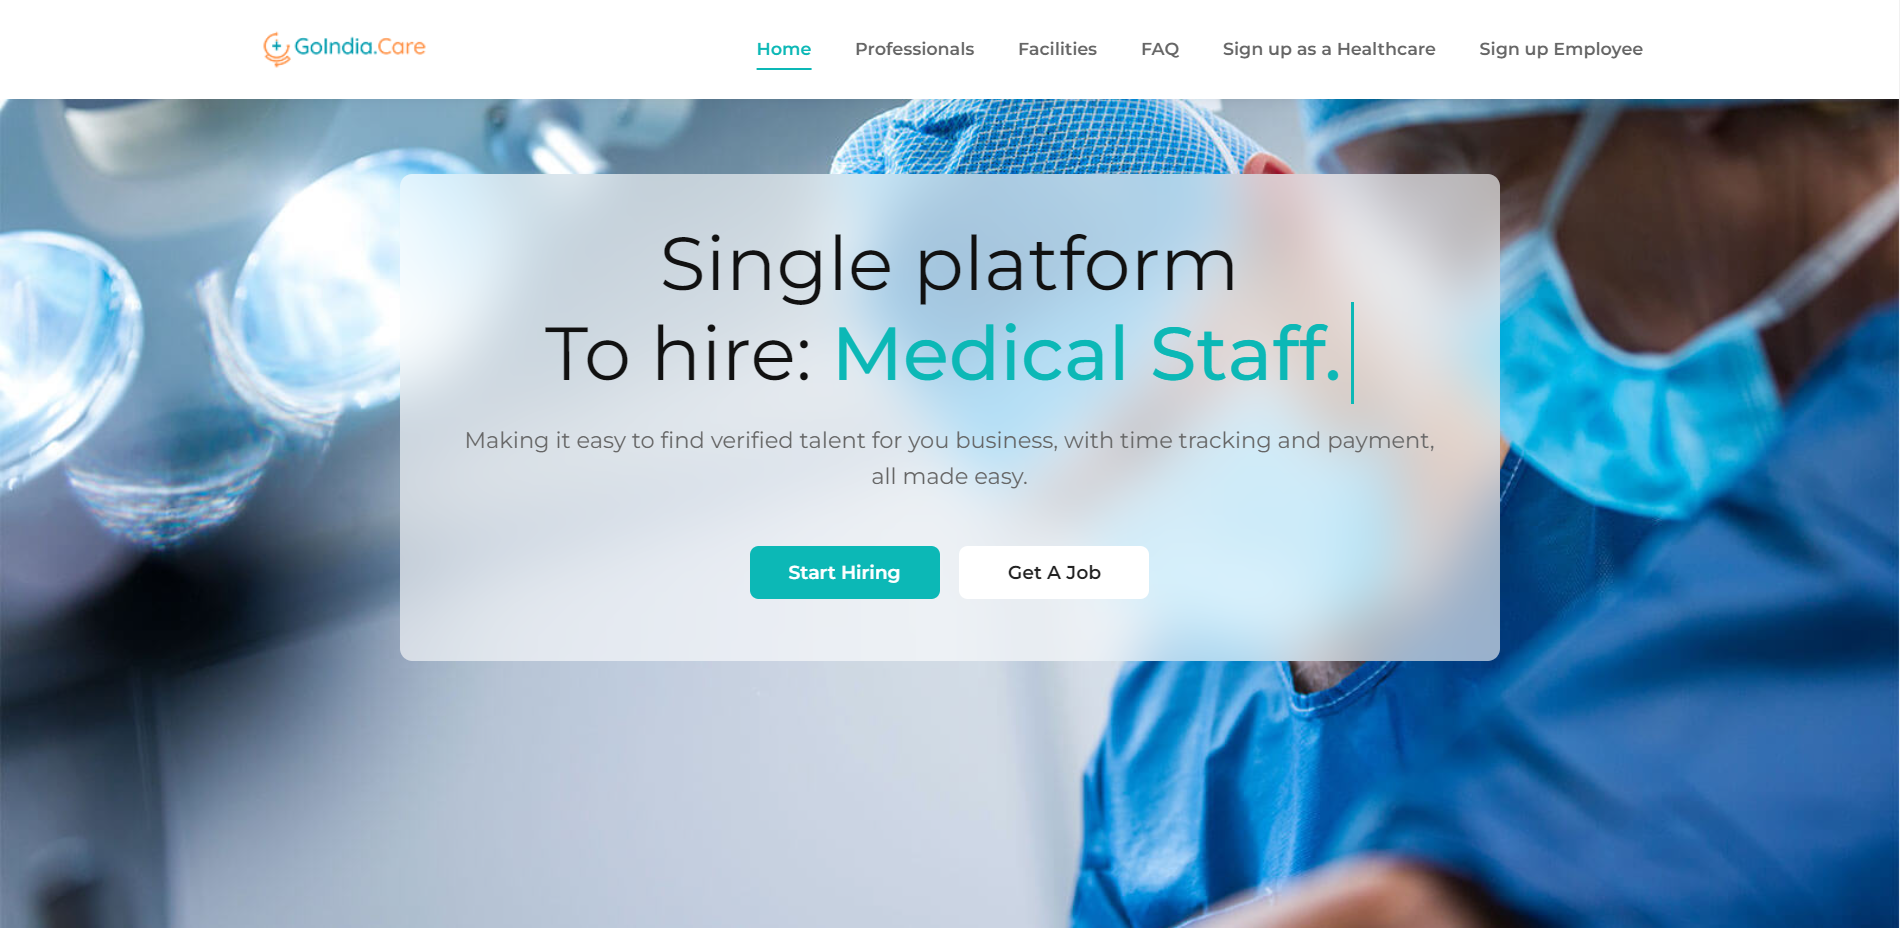 GoIndia.Care
Home Professionals Facilities FAQ Sign up as a Healthcare Sign up Employee
Single platform
To hire: Medical Staff.
Making it easy to find verified talent for you business, with time tracking and payment,
all made easy.
Start Hiring Get A Job